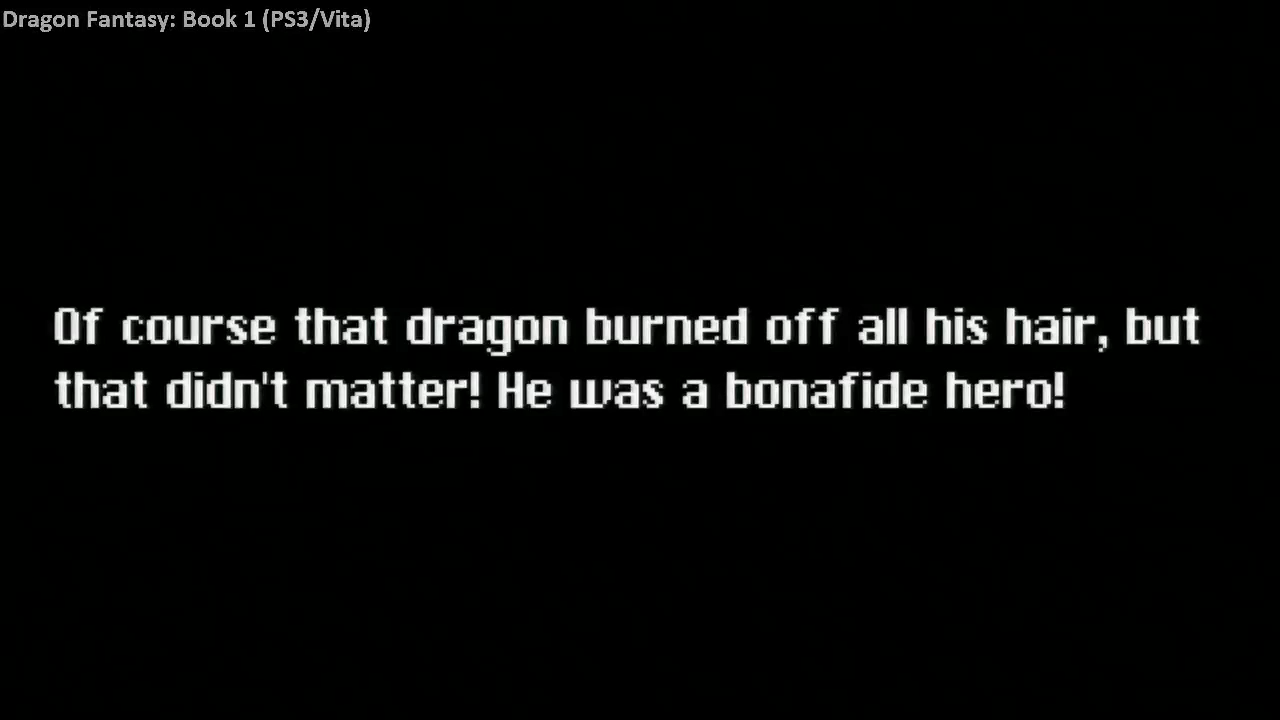 Dragon Fantasy: Book 1 (PS3/Vita)
Of course that dragon burned off all his hair, but
that didn't matter! He was a bonafide hero!